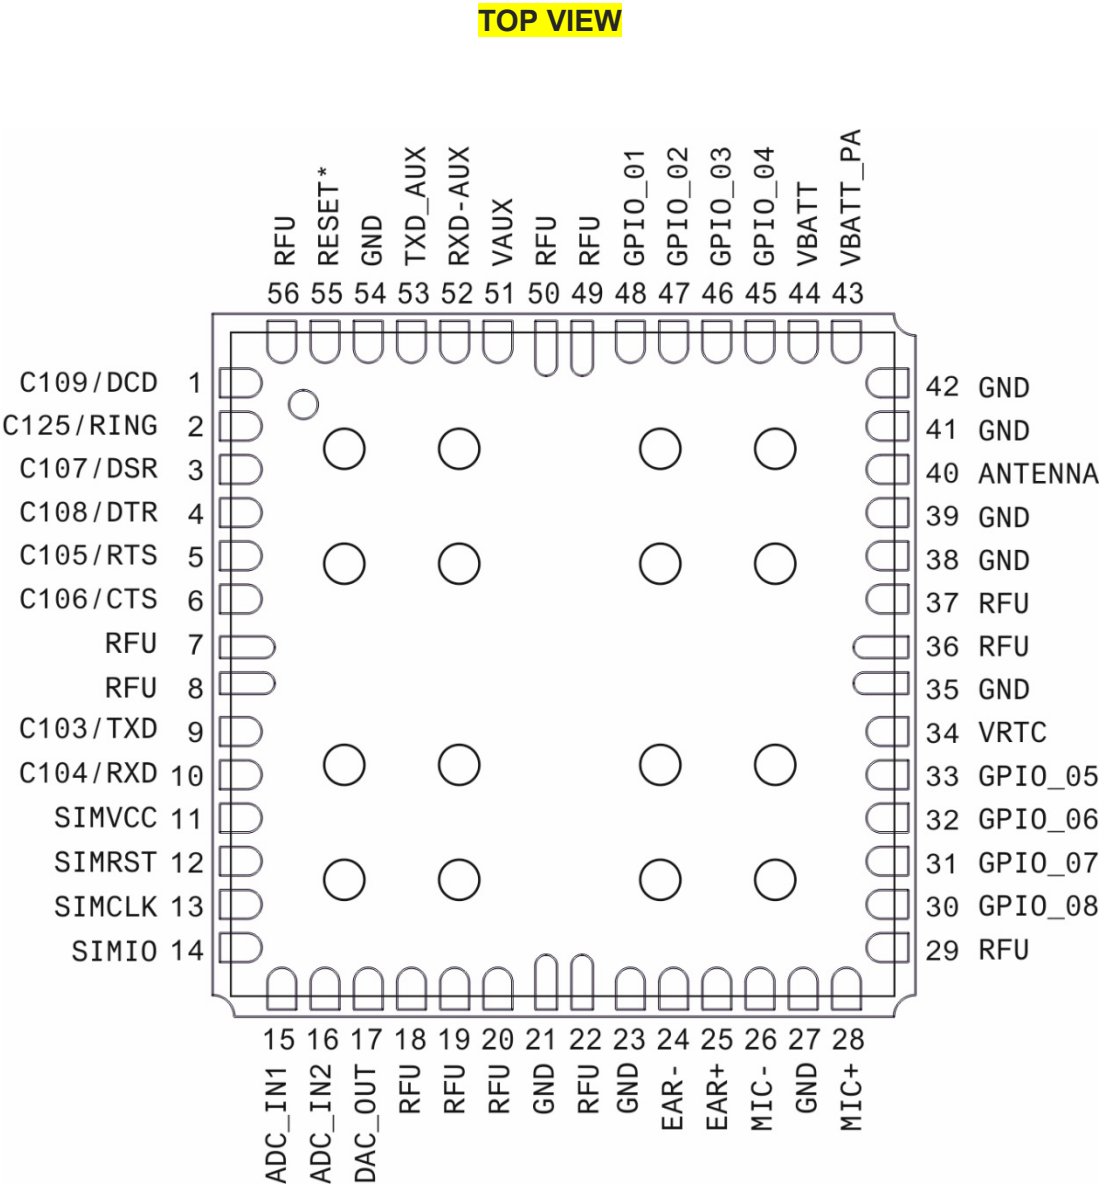 TOP VIEW
RFU
RESET*
GND
TXD_AUX
RXD-AUX
VAUX
RFU
RFU
GPIO_01
GPIO_02
GPIO_03
GPIO_04
VBATT
VBATT_PA
56 55 54 53 52 51 50 49 48 47 46 45 44 43
C109/DCD 1
C125/RING 2
C107/DSR 3
C108/DTR 4
C105/RTS 5
C106/CTS 6
RFU 7
RFU 8
C103/TXD 9
C104/RXD 10
SIMVCC 11
SIMRST 12
SIMCLK 13
SIMIO 14
42 GND
41 GND
40 ANTENNA
39 GND
38 GND
37 RFU
36 RFU
35 GND
34 VRTC
33 GPIO_05
32 GPIO_06
31 GPIO_07
30 GPIO_08
29 RFU
15 16 17 18 19 20 21 22 23 24 25 26 27 28
ADC_IN1
ADC_IN2
DAC_OUT
RFU
RFU
RFU
GND
RFU
GND
EAR-
EAR+
MIC-
GND
MIC+